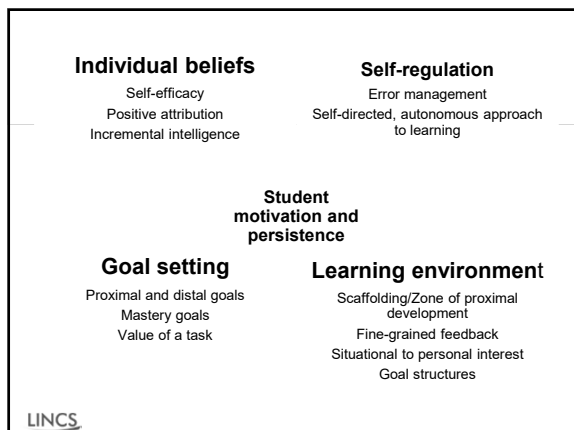 Individual beliefs
Self-efficacy
Positive attribution
Incremental intelligence
Self-regulation
Error management
Self-directed, autonomous approach
to learning
Student
motivation and
persistence
Goal setting
Proximal and distal goals
Mastery goals
Value of a task
Learning environment
Scaffolding/Zone of proximal
development
Fine-grained feedback
Situational to personal interest
Goal structures
LINCS